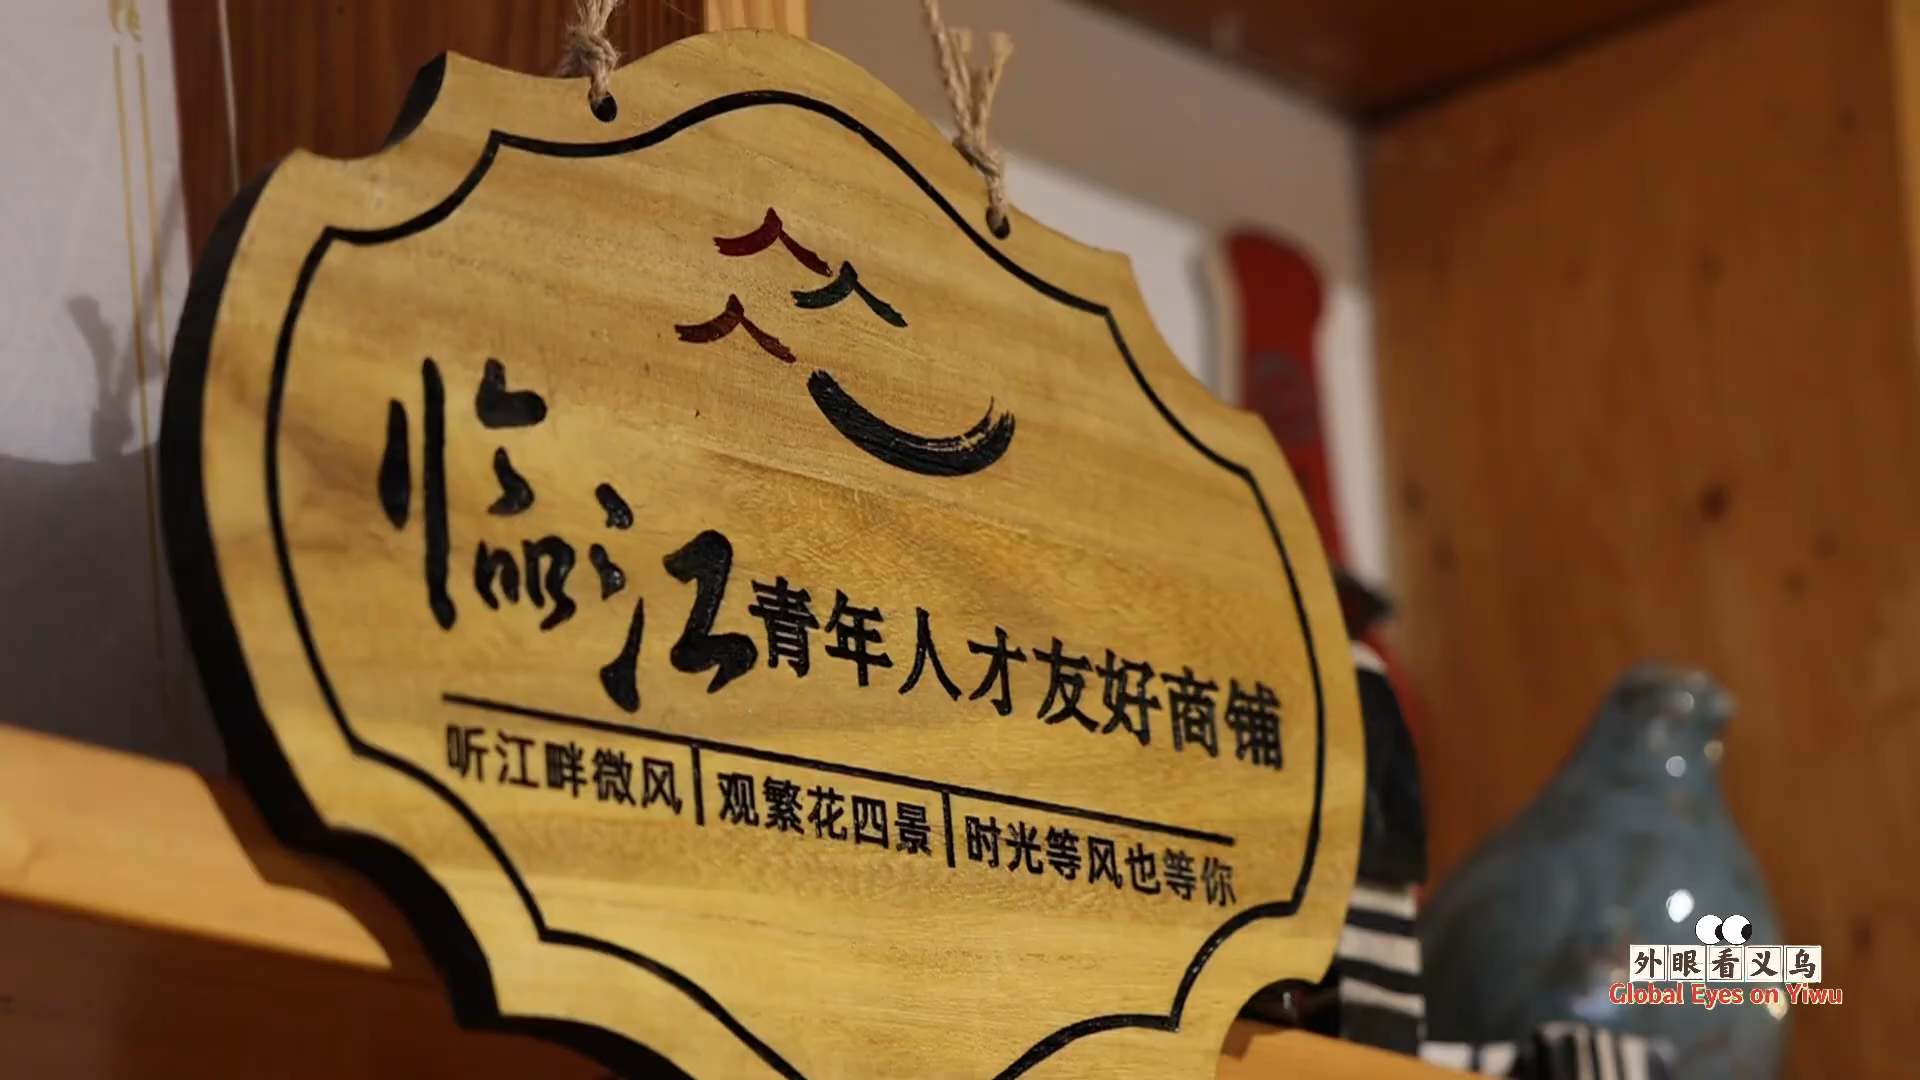 临江青年人才友好商铺
听江畔微风 | 观繁花四景 | 时光等风也等你
外眼看义乌
Global Eyes on Yiwu